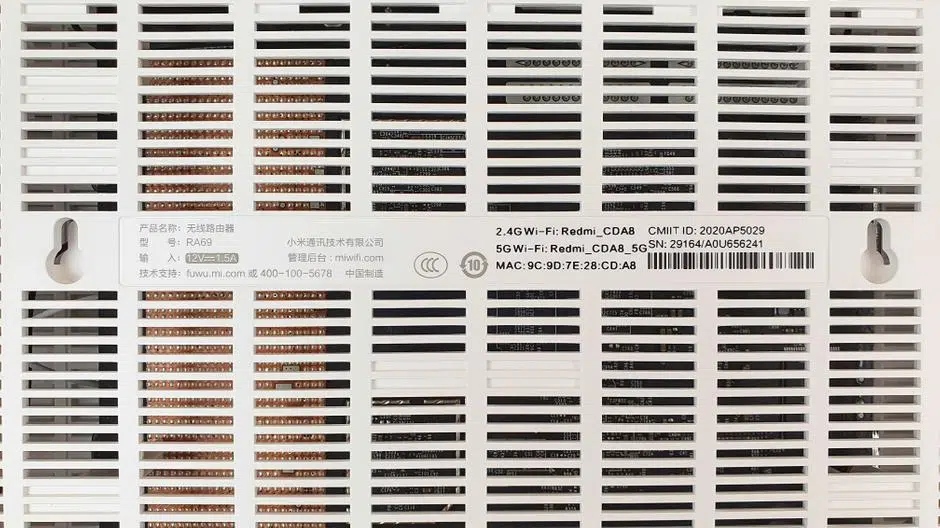 产品名称: 无线路由器
型 号: RA69
小米通讯技术有限公司
输 入: 12V⎓1.5A
管理后台: miwifi.com
技术支持: fuwu.mi.com 或 400-100-5678 中国制造
CCC
10
2.4G Wi-Fi: Redmi_CDA8
5G Wi-Fi: Redmi_CDA8_5G
MAC: 9C:9D:7E:28:CD:A8
CMIIT ID: 2020AP5029
SN: 29164/A0U656241